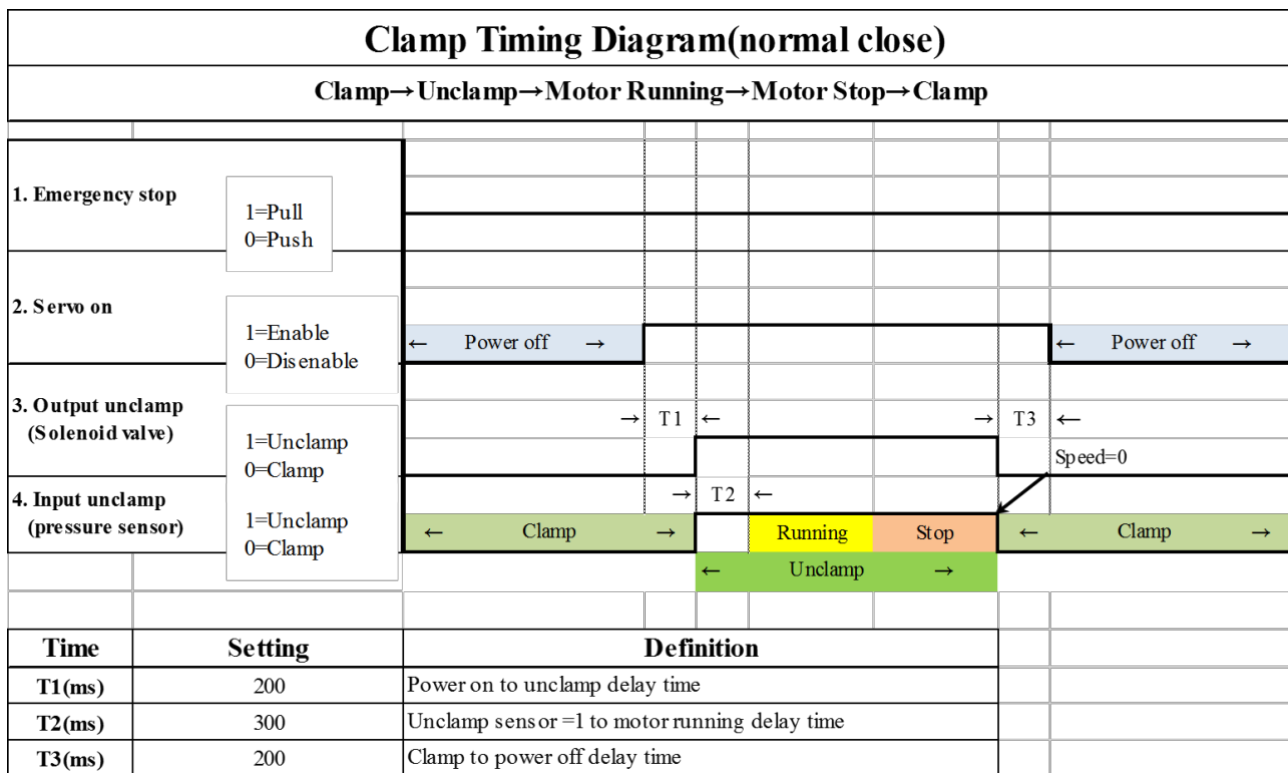 Clamp Timing Diagram(normal close)
Clamp→Unclamp→Motor Running→Motor Stop→Clamp
1. Emergency stop
1=Pull
0=Push
2. Servo on
1=Enable
0=Disenable
← Power off →
← Power off →
3. Output unclamp
(Solenoid valve)
→ T1 ←
→ T3 ←
1=Unclamp
0=Clamp
Speed=0
4. Input unclamp
(pressure sensor)
→ T2 ←
1=Unclamp
0=Clamp
← Clamp →
Running
Stop
← Clamp →
← Unclamp →
Time Setting Definition
T1(ms) 200 Power on to unclamp delay time
T2(ms) 300 Unclamp sensor =1 to motor running delay time
T3(ms) 200 Clamp to power off delay time